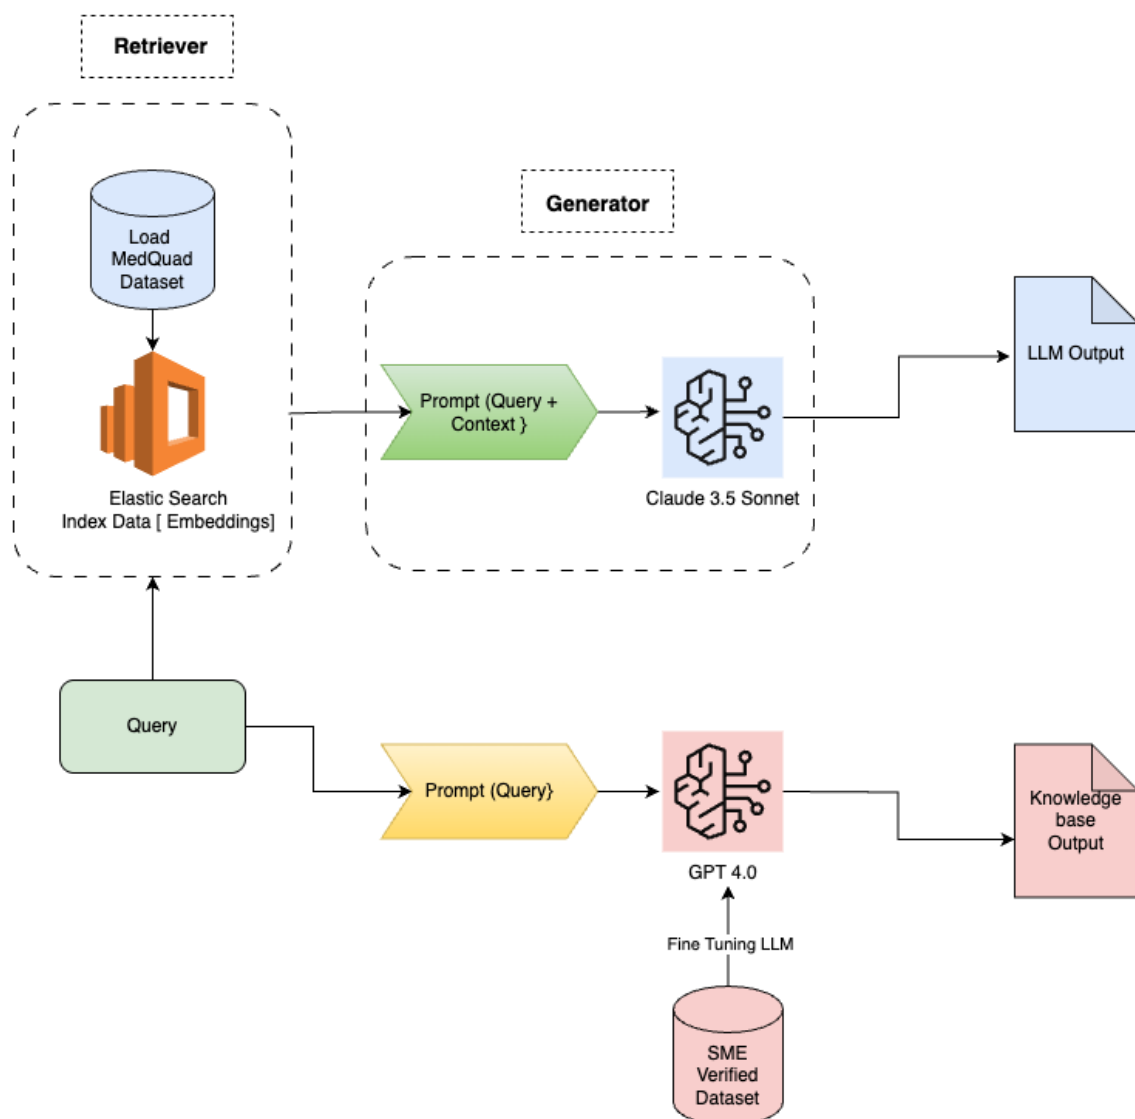 Retriever
Load
MedQuad
Dataset
Elastic Search
Index Data [ Embeddings]
Generator
Prompt (Query +
Context }
Claude 3.5 Sonnet
LLM Output
Query
Prompt (Query}
GPT 4.0
Fine Tuning LLM
SME
Verified
Dataset
Knowledge
base
Output